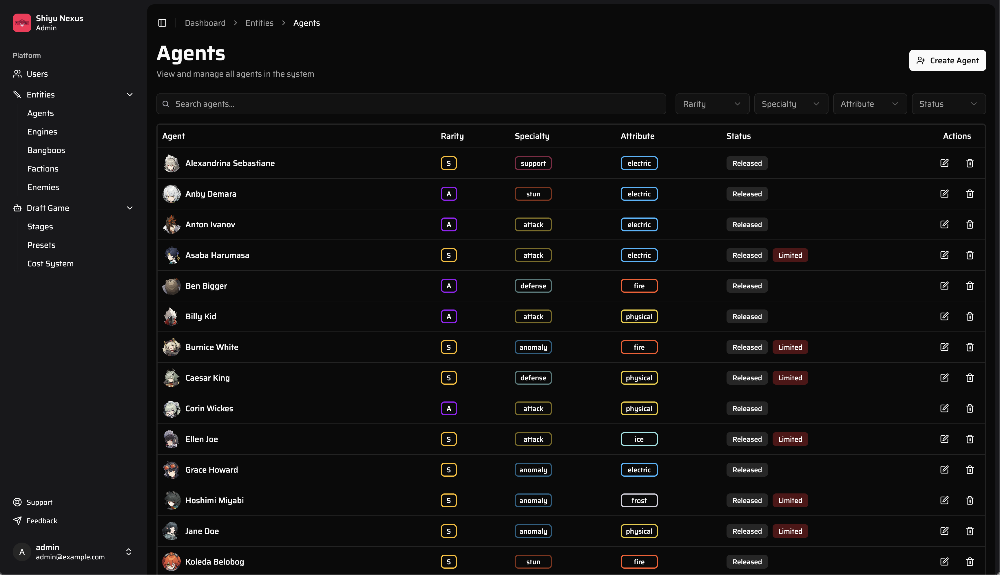 Shiyu Nexus
Admin
Platform
Users
Entities
Agents
Engines
Bangboos
Factions
Enemies
Draft Game
Stages
Presets
Cost System
Support
Feedback
A
admin
admin@example.com
Dashboard > Entities > Agents
Agents
View and manage all agents in the system
Create Agent
Search agents...
Rarity
Specialty
Attribute
Status
Agent Rarity Specialty Attribute Status Actions
Alexandrina Sebastiane S support electric Released
Anby Demara A stun electric Released
Anton Ivanov A attack electric Released
Asaba Harumasa S attack electric Released Limited
Ben Bigger A defense fire Released
Billy Kid A attack physical Released
Burnice White S anomaly fire Released Limited
Caesar King S defense physical Released Limited
Corin Wickes A attack physical Released
Ellen Joe S attack ice Released Limited
Grace Howard S anomaly electric Released
Hoshimi Miyabi S anomaly frost Released Limited
Jane Doe S anomaly physical Released Limited
Koleda Belobog S stun fire Released